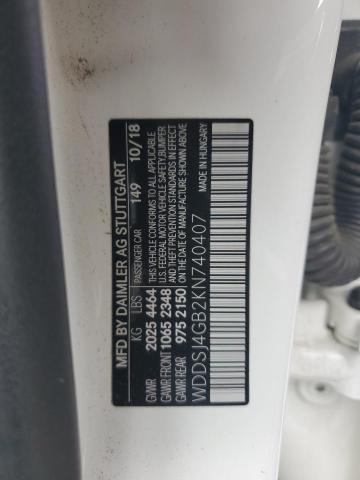 MFD BY DAIMLER AG STUTTGART
KG LBS PASSENGER CAR 149 10/18
GVWR 2025 4464 THIS VEHICLE CONFORMS TO ALL APPLICABLE
GAWR FRONT 1065 2348 U.S. FEDERAL MOTOR VEHICLE SAFETY,BUMPER
GAWR REAR 975 2150 AND THEFT PREVENTION STANDARDS IN EFFECT
ON THE DATE OF MANUFACTURE SHOWN ABOVE.
WDDSJ4GB2KN740407 MADE IN HUNGARY